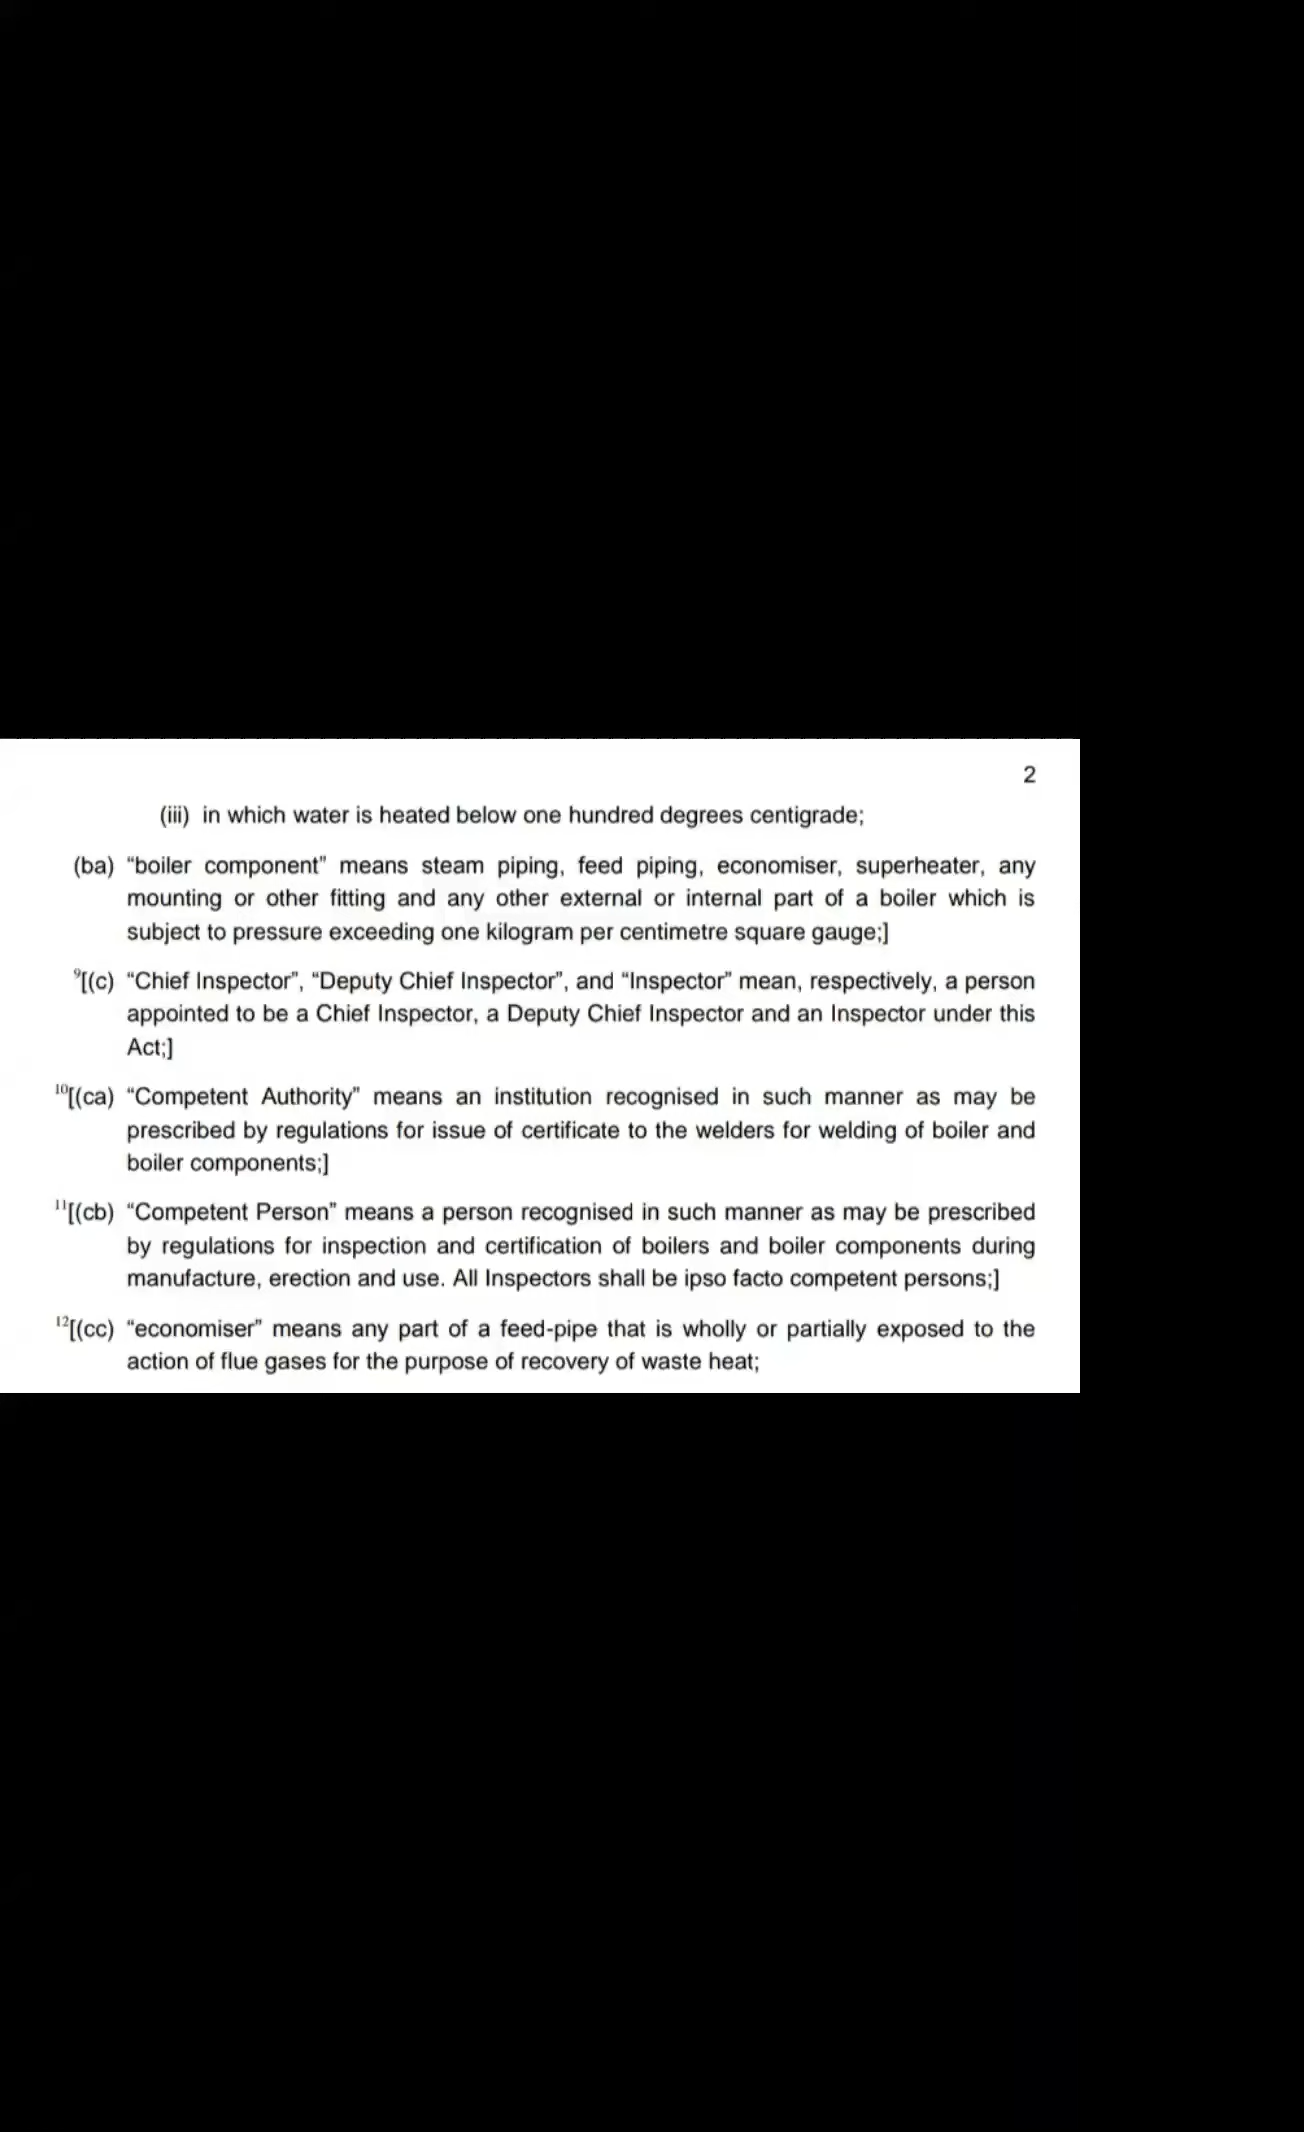 2
(iii) in which water is heated below one hundred degrees centigrade;
(ba) “boiler component” means steam piping, feed piping, economiser, superheater, any
mounting or other fitting and any other external or internal part of a boiler which is
subject to pressure exceeding one kilogram per centimetre square gauge;]
9[(c) “Chief Inspector”, “Deputy Chief Inspector”, and “Inspector” mean, respectively, a person
appointed to be a Chief Inspector, a Deputy Chief Inspector and an Inspector under this
Act;]
10[(ca) “Competent Authority” means an institution recognised in such manner as may be
prescribed by regulations for issue of certificate to the welders for welding of boiler and
boiler components;]
11[(cb) “Competent Person” means a person recognised in such manner as may be prescribed
by regulations for inspection and certification of boilers and boiler components during
manufacture, erection and use. All Inspectors shall be ipso facto competent persons;]
12[(cc) “economiser” means any part of a feed-pipe that is wholly or partially exposed to the
action of flue gases for the purpose of recovery of waste heat;